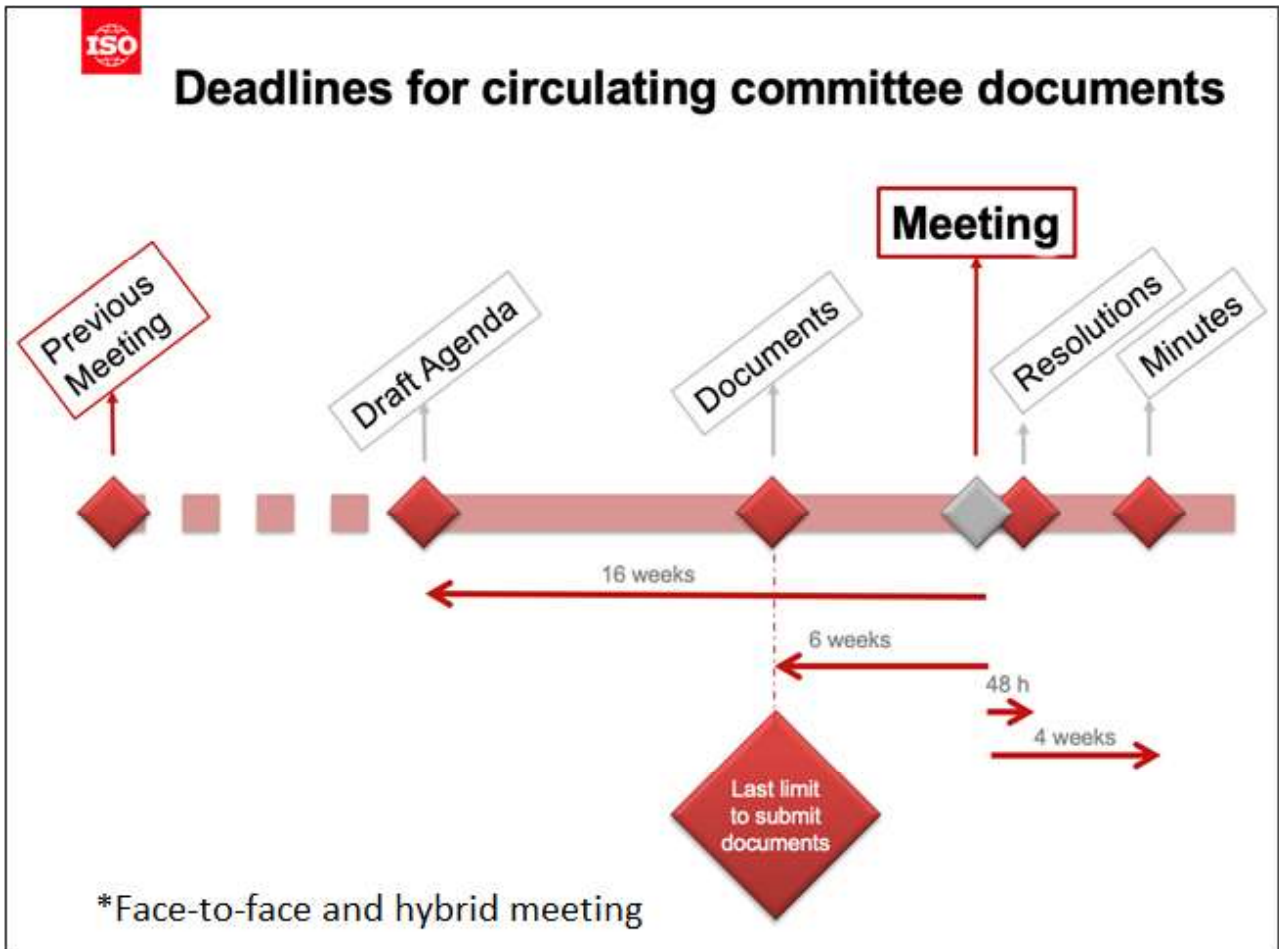 ISO
Deadlines for circulating committee documents
Meeting
Previous
Meeting
Draft Agenda
Documents
Resolutions
Minutes
16 weeks
6 weeks
48 h
4 weeks
Last limit
to submit
documents
*Face-to-face and hybrid meeting